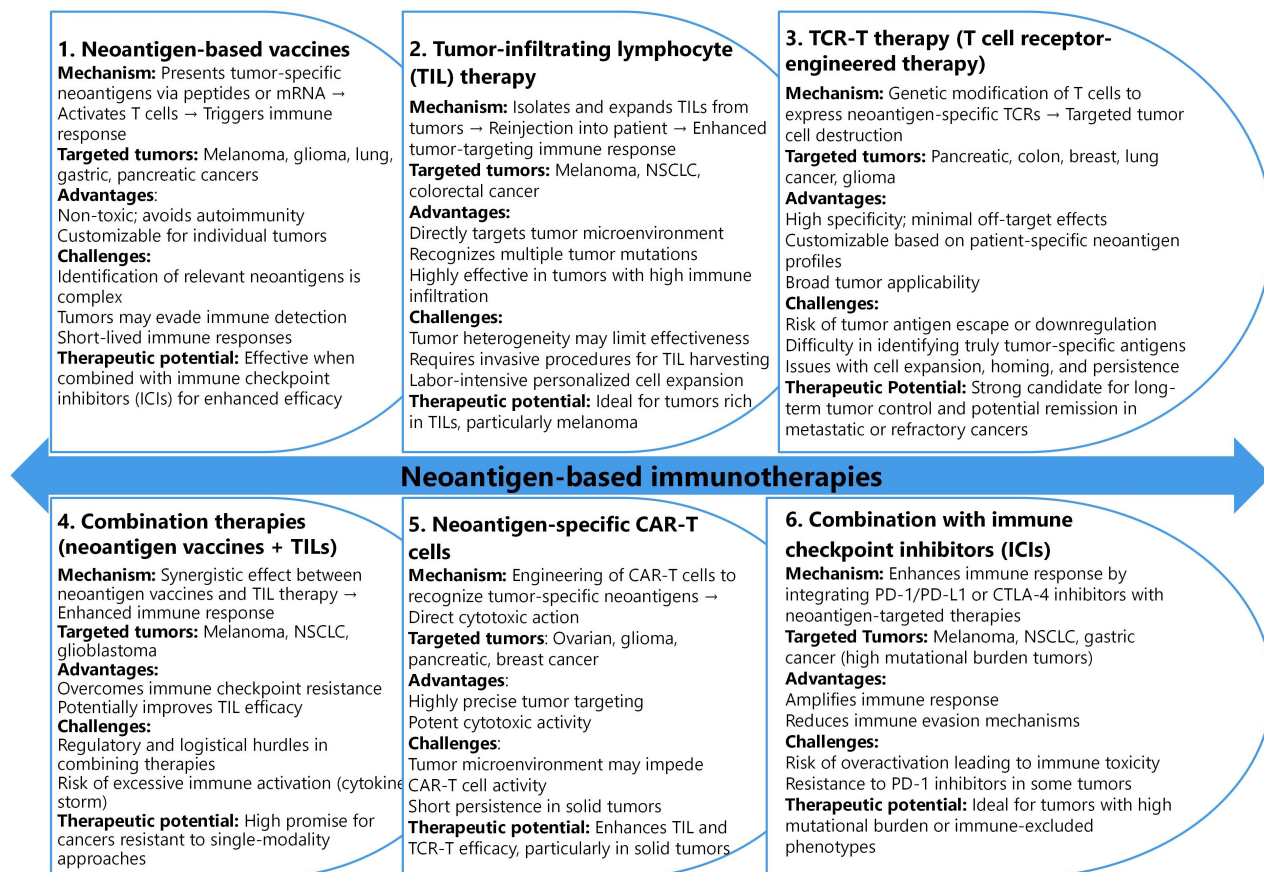 1. Neoantigen-based vaccines
Mechanism: Presents tumor-specific
neoantigens via peptides or mRNA →
Activates T cells → Triggers immune
response
Targeted tumors: Melanoma, glioma, lung,
gastric, pancreatic cancers
Advantages:
Non-toxic; avoids autoimmunity
Customizable for individual tumors
Challenges:
Identification of relevant neoantigens is
complex
Tumors may evade immune detection
Short-lived immune responses
Therapeutic potential: Effective when
combined with immune checkpoint
inhibitors (ICIs) for enhanced efficacy
2. Tumor-infiltrating lymphocyte
(TIL) therapy
Mechanism: Isolates and expands TILs from
tumors → Reinjection into patient → Enhanced
tumor-targeting immune response
Targeted tumors: Melanoma, NSCLC,
colorectal cancer
Advantages:
Directly targets tumor microenvironment
Recognizes multiple tumor mutations
Highly effective in tumors with high immune
infiltration
Challenges:
Tumor heterogeneity may limit effectiveness
Requires invasive procedures for TIL harvesting
Labor-intensive personalized cell expansion
Therapeutic potential: Ideal for tumors rich
in TILs, particularly melanoma
3. TCR-T therapy (T cell receptor-
engineered therapy)
Mechanism: Genetic modification of T cells to
express neoantigen-specific TCRs → Targeted tumor
cell destruction
Targeted tumors: Pancreatic, colon, breast, lung
cancer, glioma
Advantages:
High specificity; minimal off-target effects
Customizable based on patient-specific neoantigen
profiles
Broad tumor applicability
Challenges:
Risk of tumor antigen escape or downregulation
Difficulty in identifying truly tumor-specific antigens
Issues with cell expansion, homing, and persistence
Therapeutic Potential: Strong candidate for long-
term tumor control and potential remission in
metastatic or refractory cancers
Neoantigen-based immunotherapies
4. Combination therapies
(neoantigen vaccines + TILs)
Mechanism: Synergistic effect between
neoantigen vaccines and TIL therapy →
Enhanced immune response
Targeted tumors: Melanoma, NSCLC,
glioblastoma
Advantages:
Overcomes immune checkpoint resistance
Potentially improves TIL efficacy
Challenges:
Regulatory and logistical hurdles in
combining therapies
Risk of excessive immune activation (cytokine
storm)
Therapeutic potential: High promise for
cancers resistant to single-modality
approaches
5. Neoantigen-specific CAR-T
cells
Mechanism: Engineering of CAR-T cells to
recognize tumor-specific neoantigens →
Direct cytotoxic action
Targeted tumors: Ovarian, glioma,
pancreatic, breast cancer
Advantages:
Highly precise tumor targeting
Potent cytotoxic activity
Challenges:
Tumor microenvironment may impede
CAR-T cell activity
Short persistence in solid tumors
Therapeutic potential: Enhances TIL and
TCR-T efficacy, particularly in solid tumors
6. Combination with immune
checkpoint inhibitors (ICIs)
Mechanism: Enhances immune response by
integrating PD-1/PD-L1 or CTLA-4 inhibitors with
neoantigen-targeted therapies
Targeted Tumors: Melanoma, NSCLC, gastric
cancer (high mutational burden tumors)
Advantages:
Amplifies immune response
Reduces immune evasion mechanisms
Challenges:
Risk of overactivation leading to immune toxicity
Resistance to PD-1 inhibitors in some tumors
Therapeutic potential: Ideal for tumors with high
mutational burden or immune-excluded
phenotypes